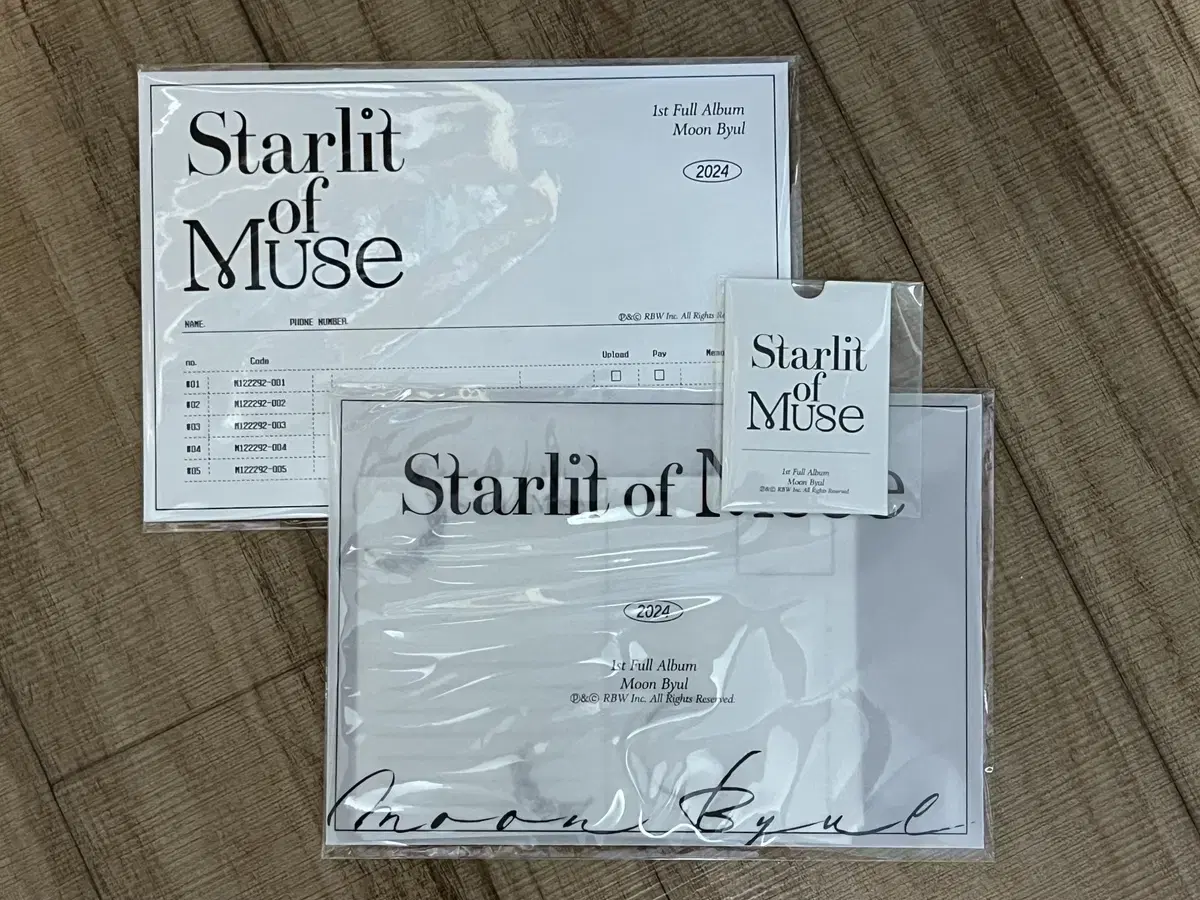 Starlit
of
Muse
1st Full Album
Moon Byul
2024
NAME.
PHONE NUMBER
Ⓟ&© RBW Inc. All Rights
no. Code Upload Pay Memo
#01 M122292-001
#02 M122292-002
#03 M122292-003
#04 M122292-004
#05 M122292-005
Starlit
of
Muse
1st Full Album
Moon Byul
Ⓟ&© RBW Inc. All Rights Reserved
Starlit of
2024
1st Full Album
Moon Byul
Ⓟ&© RBW Inc. All Rights Reserved.
Moon Byul